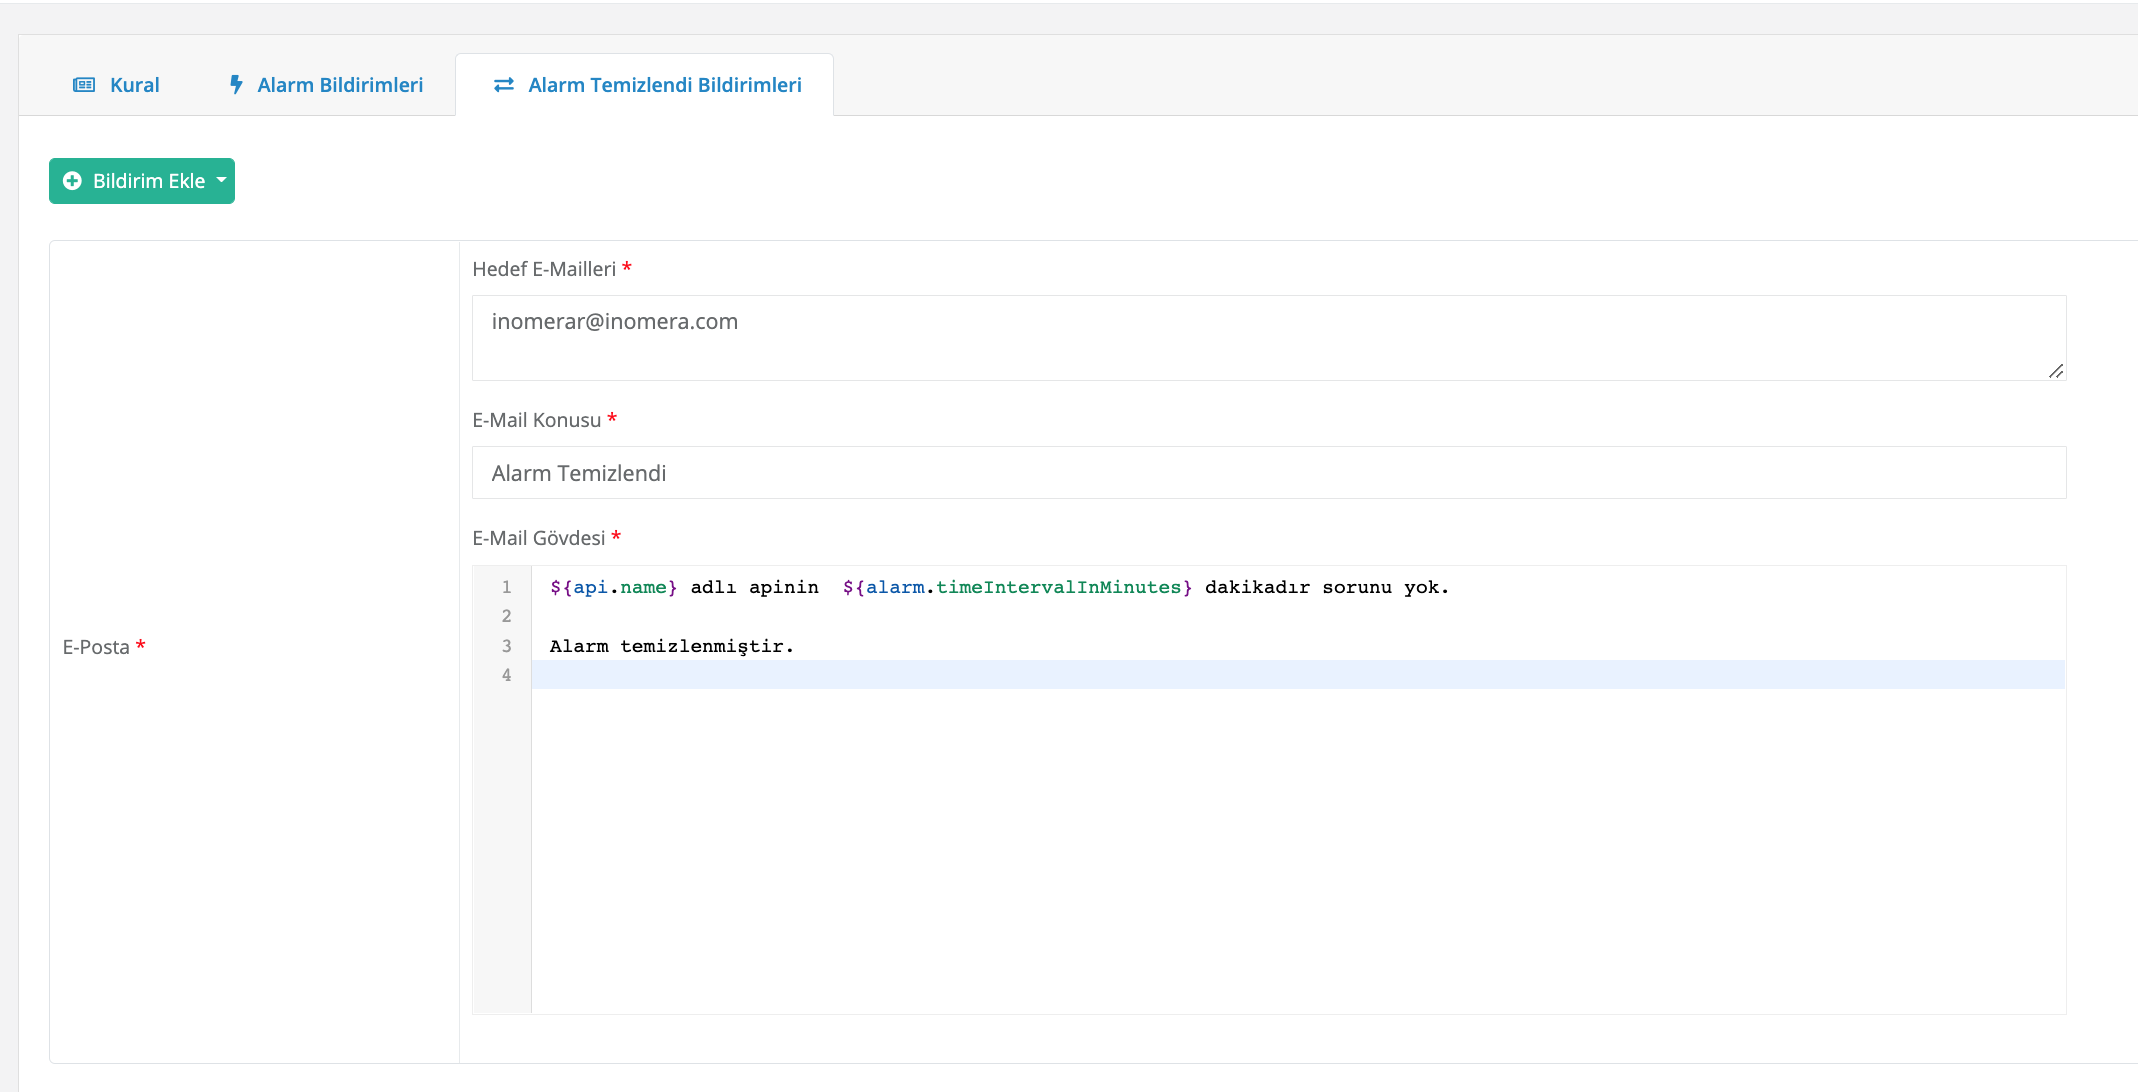 Kural Alarm Bildirimleri Alarm Temizlendi Bildirimleri
Bildirim Ekle
Hedef E-Mailleri *
inomerar@inomera.com
E-Mail Konusu *
Alarm Temizlendi
E-Mail Gövdesi *
1 ${api.name} adlı apinin  ${alarm.timeIntervalInMinutes} dakikadır sorunu yok.
2
3 Alarm temizlenmiştir.
4
E-Posta *